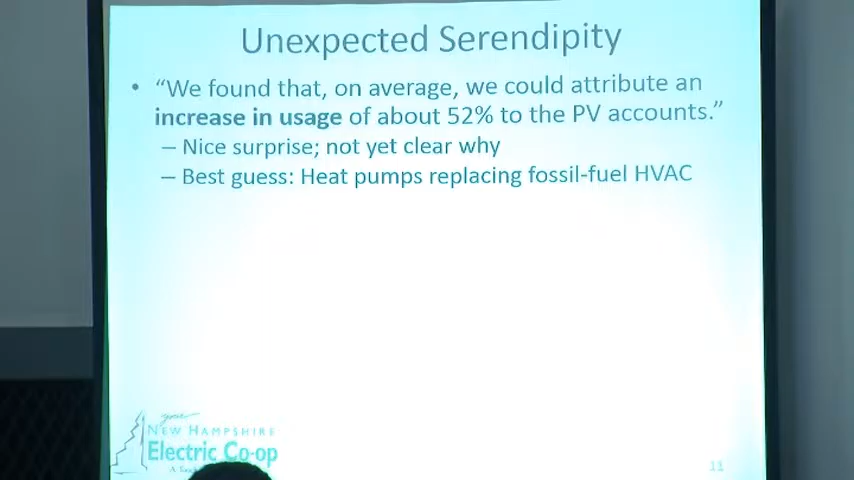 Unexpected Serendipity
• “We found that, on average, we could attribute an
increase in usage of about 52% to the PV accounts.”
– Nice surprise; not yet clear why
– Best guess: Heat pumps replacing fossil-fuel HVAC
your
NEW HAMPSHIRE
Electric Co-op
A
11